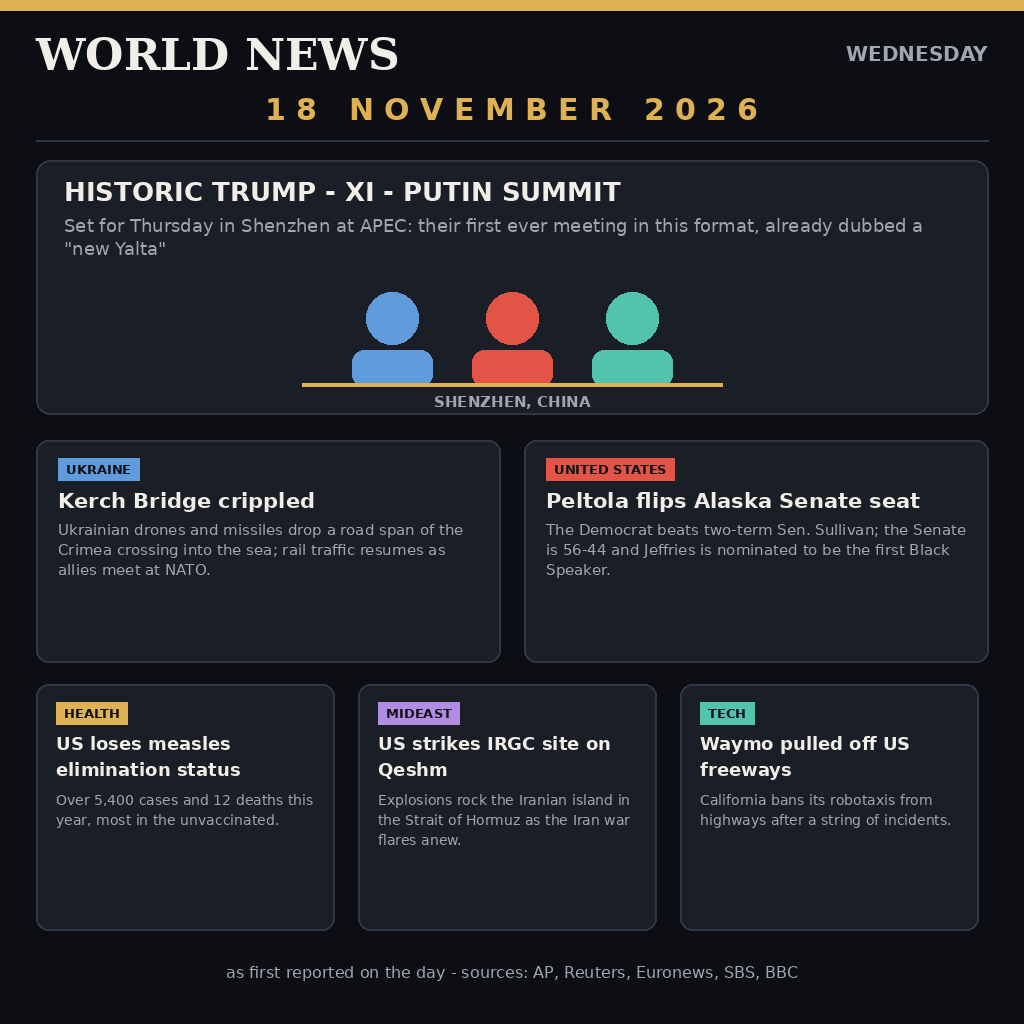 WORLD NEWS
WEDNESDAY
18 NOVEMBER 2026
HISTORIC TRUMP - XI - PUTIN SUMMIT
Set for Thursday in Shenzhen at APEC: their first ever meeting in this format, already dubbed a
"new Yalta"
SHENZHEN, CHINA
UKRAINE
Kerch Bridge crippled
Ukrainian drones and missiles drop a road span of the
Crimea crossing into the sea; rail traffic resumes as
allies meet at NATO.
UNITED STATES
Peltola flips Alaska Senate seat
The Democrat beats two-term Sen. Sullivan; the Senate
is 56-44 and Jeffries is nominated to be the first Black
Speaker.
HEALTH
US loses measles
elimination status
Over 5,400 cases and 12 deaths this
year, most in the unvaccinated.
MIDEAST
US strikes IRGC site on
Qeshm
Explosions rock the Iranian island in
the Strait of Hormuz as the Iran war
flares anew.
TECH
Waymo pulled off US
freeways
California bans its robotaxis from
highways after a string of incidents.
as first reported on the day - sources: AP, Reuters, Euronews, SBS, BBC